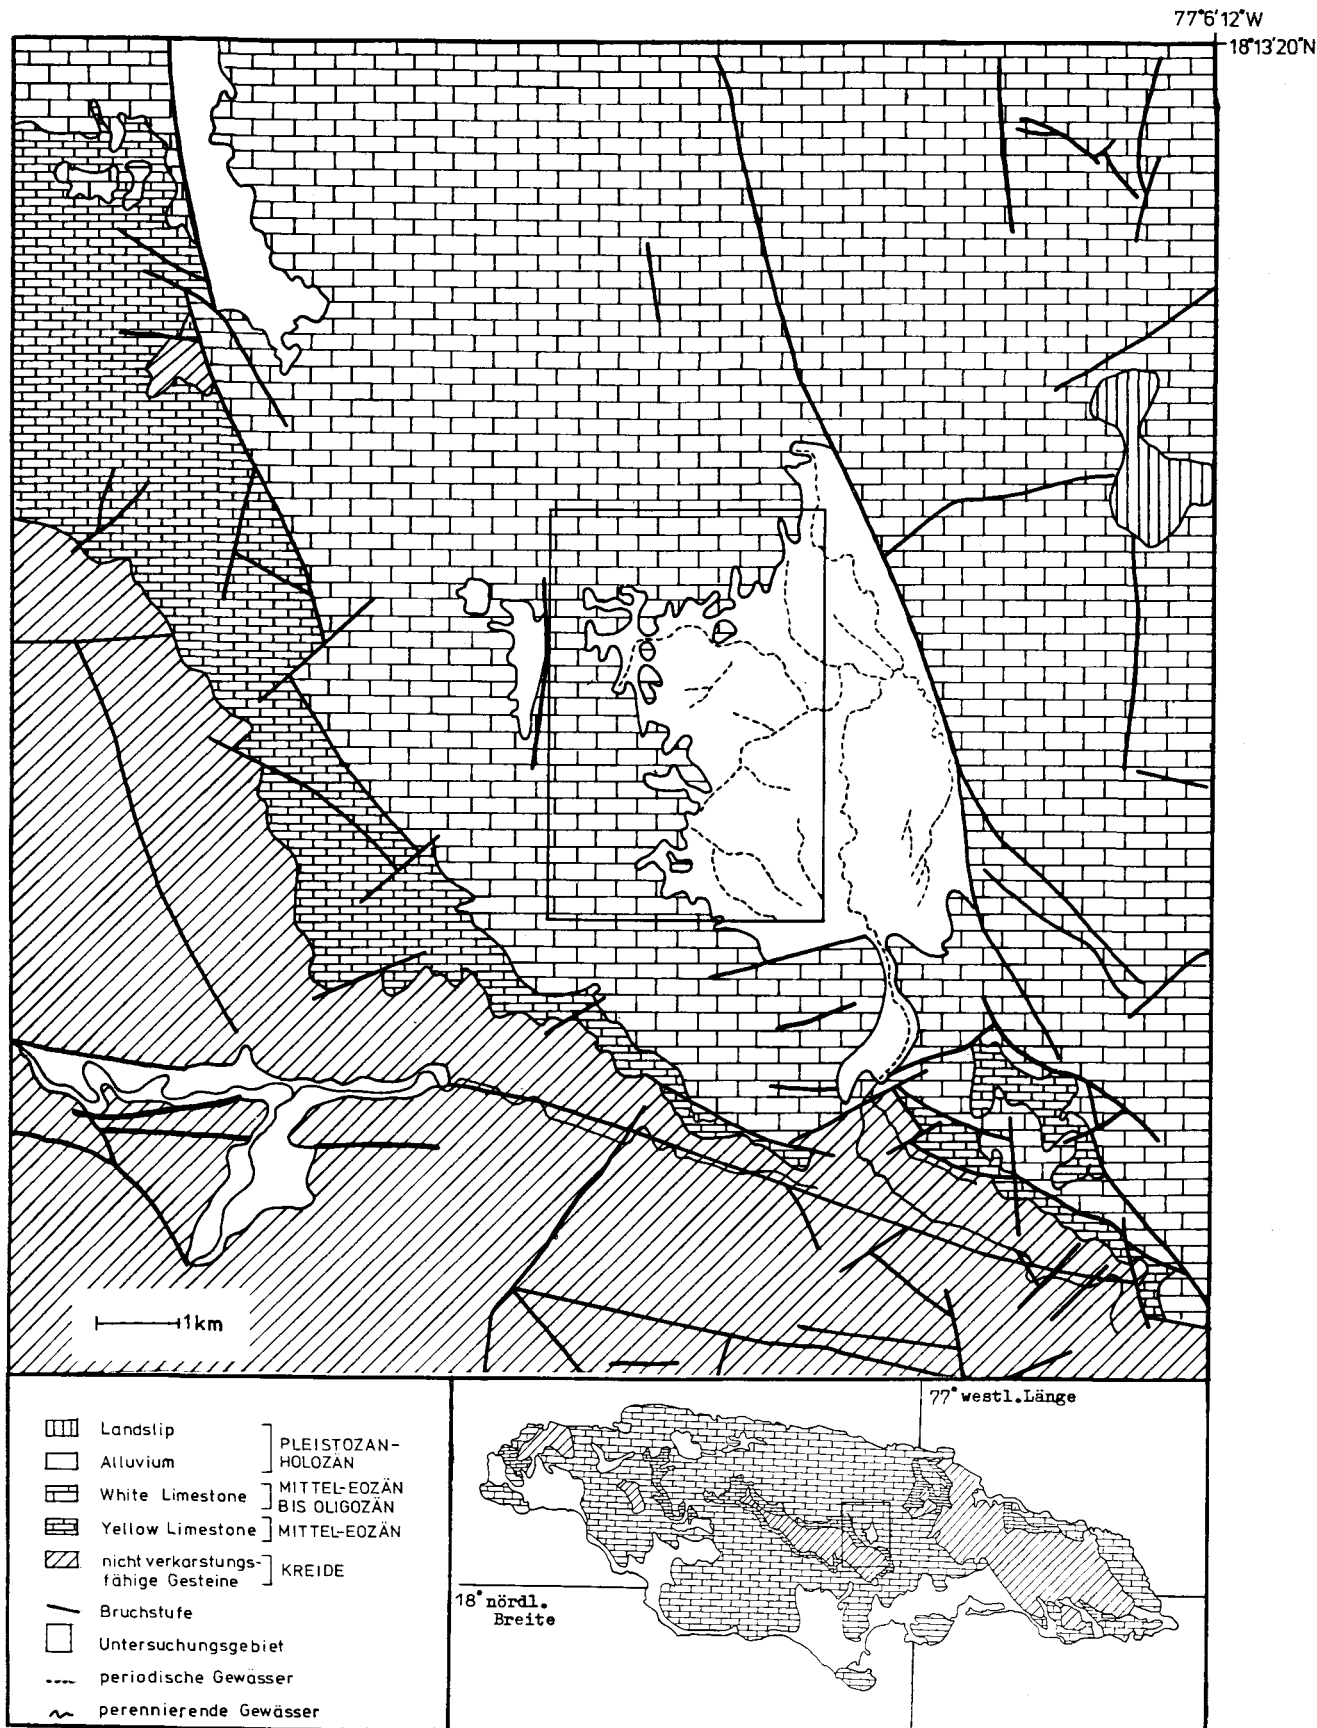 77°6'12"W
18°13'20"N
1km
Landslip
Alluvium
PLEISTOZÄN-
HOLOZÄN
White Limestone
MITTEL-EOZÄN
BIS OLIGOZÄN
Yellow Limestone
MITTEL-EOZÄN
nicht verkarstungs-
fähige Gesteine
KREIDE
Bruchstufe
Untersuchungsgebiet
periodische Gewässer
perennierende Gewässer
77° westl.Länge
18° nördl.
Breite